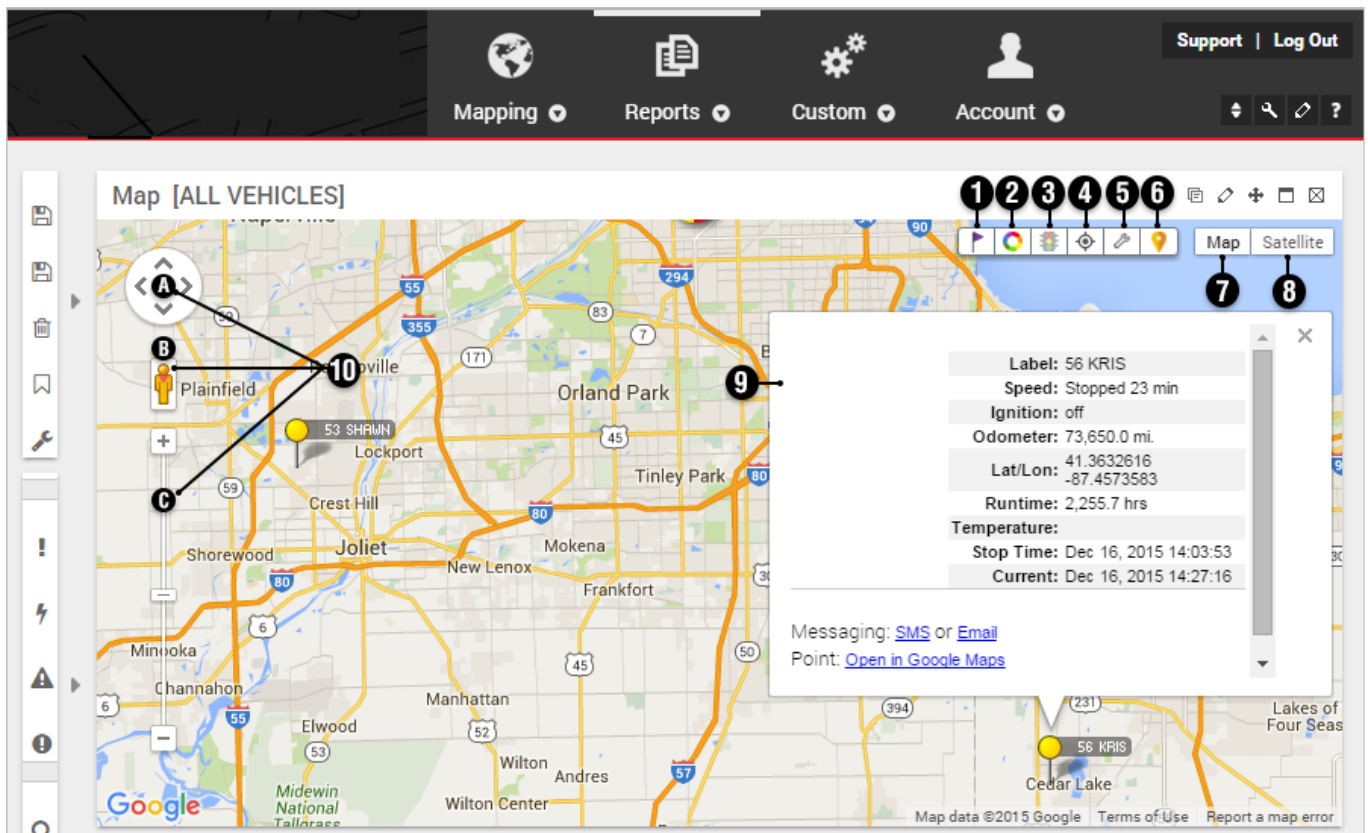 Support | Log Out
Mapping Reports Custom Account
?
Map [ALL VEHICLES]
1 2 3 4 5 6
Map Satellite
7 8
55
294
90
A
59
83
355
7
B
171
10
Plainfield
9
Orland Park
53 SHAWN
45
Lockport
Tinley Park
80
59
C
Crest Hill
80
Shorewood
Joliet
Mokena
New Lenox
80
Frankfort
6
Minooka
45
50
Channahon
6
55
Manhattan
394
231
Lakes of
Four Seas
Elwood
52
53
Wilton
Andres
57
56 KRIS
Cedar Lake
Midewin
National
Tallgrass
Wilton Center
Label: 56 KRIS
Speed: Stopped 23 min
Ignition: off
Odometer: 73,650.0 mi.
Lat/Lon: 41.3632616
-87.4573583
Runtime: 2,255.7 hrs
Temperature:
Stop Time: Dec 16, 2015 14:03:53
Current: Dec 16, 2015 14:27:16
Messaging: SMS or Email
Point: Open in Google Maps
Google
Map data ©2015 Google Terms of Use Report a map error